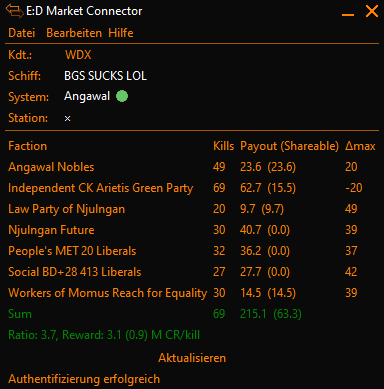 E:D Market Connector
Datei Bearbeiten Hilfe
Kdt.: WDX
Schiff: BGS SUCKS LOL
System: Angawal
Station: ×
Faction Kills Payout (Shareable) Δmax
Angawal Nobles 49 23.6 (23.6) 20
Independent CK Arietis Green Party 69 62.7 (15.5) -20
Law Party of Njulngan 20 9.7 (9.7) 49
Njulngan Future 30 40.7 (0.0) 39
People's MET 20 Liberals 32 36.2 (0.0) 37
Social BD+28 413 Liberals 27 27.7 (0.0) 42
Workers of Momus Reach for Equality 30 14.5 (14.5) 39
Sum 69 215.1 (63.3)
Ratio: 3.7, Reward: 3.1 (0.9) M CR/kill
Aktualisieren
Authentifizierung erfolgreich